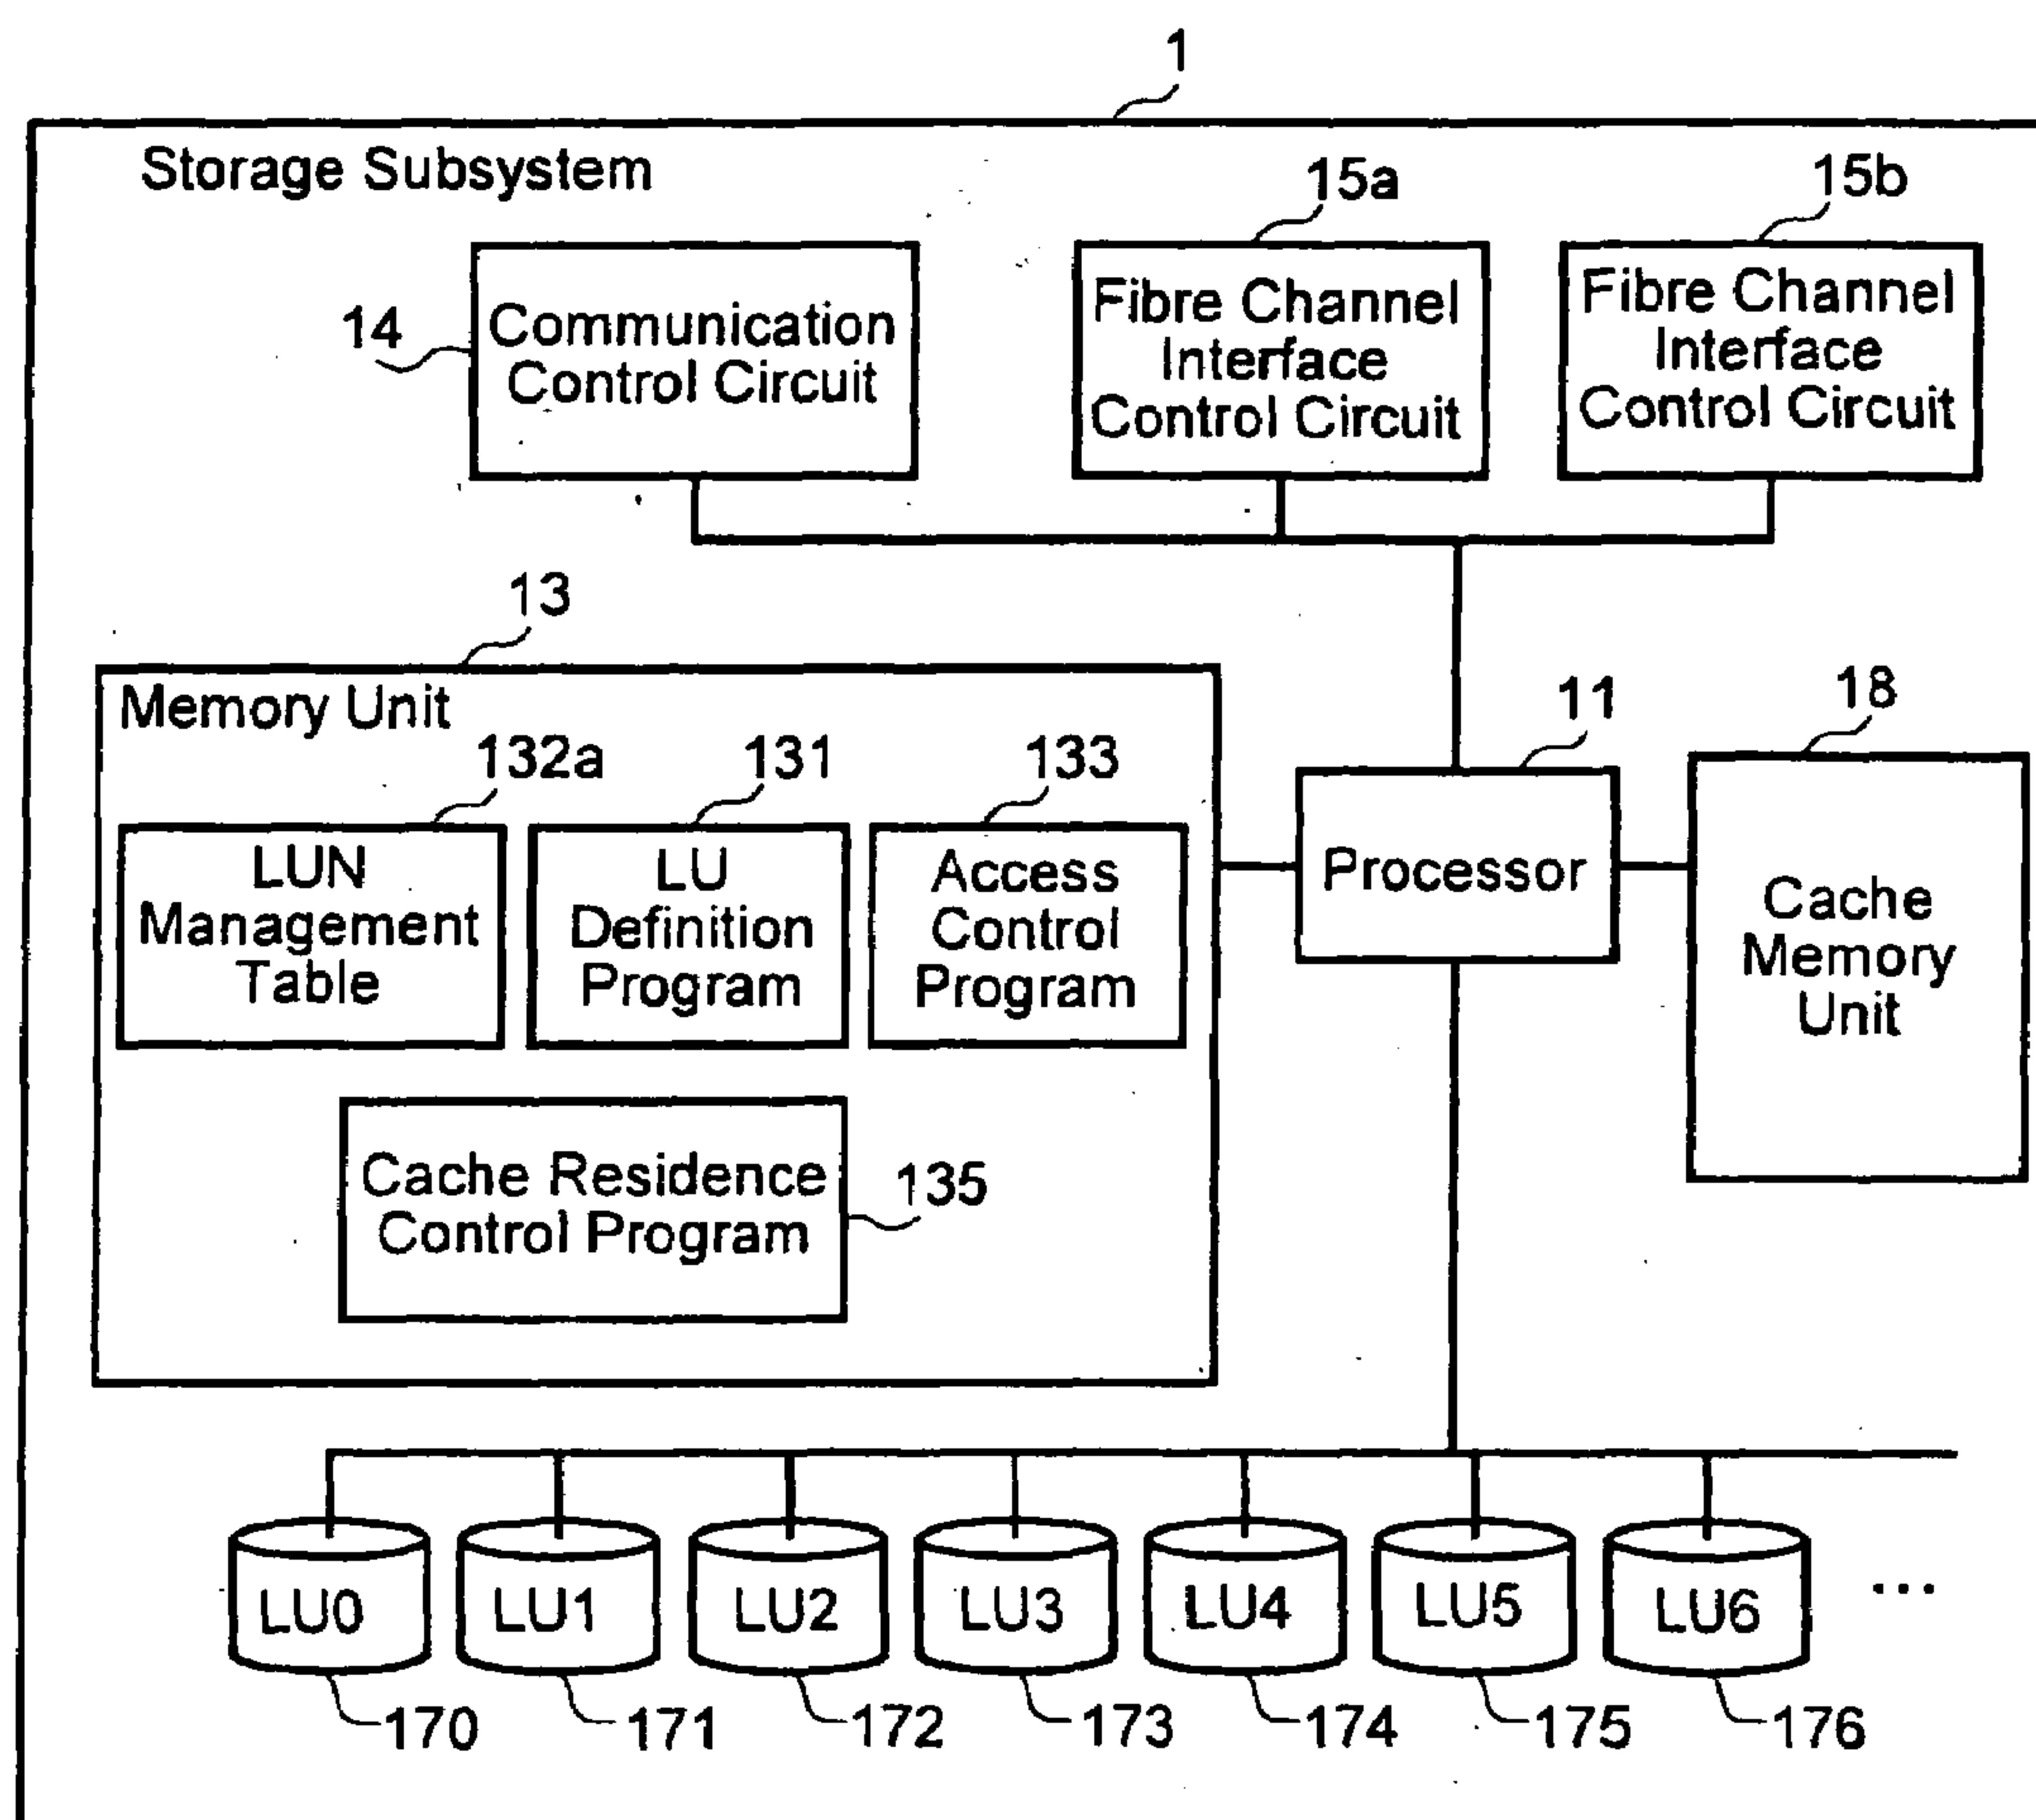 1
Storage Subsystem
15a
15b
14
Communication
Control Circuit
Fibre Channel
Interface
Control Circuit
Fibre Channel
Interface
Control Circuit
13
Memory Unit
11
18
132a
131
133
LUN
Management
Table
LU
Definition
Program
Access
Control
Program
Processor
Cache
Memory
Unit
Cache Residence
Control Program
135
LU0
LU1
LU2
LU3
LU4
LU5
LU6
...
170
171
172
173
174
175
176